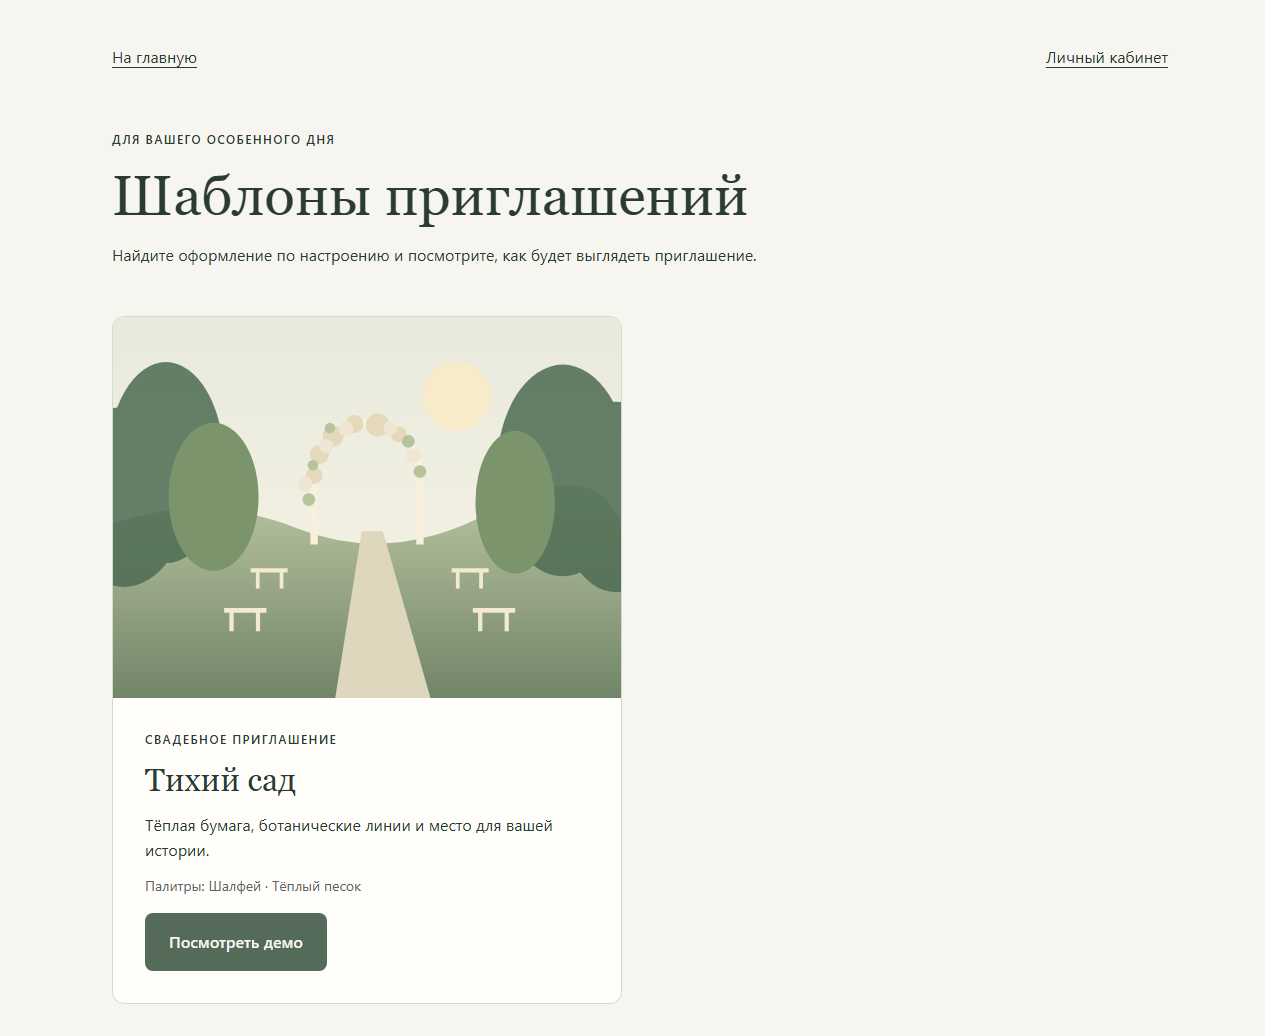 На главную
Личный кабинет
ДЛЯ ВАШЕГО ОСОБЕННОГО ДНЯ
Шаблоны приглашений
Найдите оформление по настроению и посмотрите, как будет выглядеть приглашение.
СВАДЕБНОЕ ПРИГЛАШЕНИЕ
Тихий сад
Тёплая бумага, ботанические линии и место для вашей
истории.
Палитры: Шалфей · Тёплый песок
Посмотреть демо